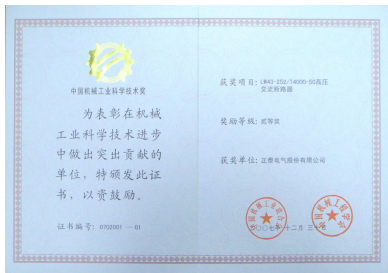 中国机械工业科学技术奖
为表彰在机械
工业科学技术进步
中做出突出贡献的
单位，特颁发此证
书，以资鼓励。
证书编号：0702001—01
获奖项目：LW43-252/T4000-50高压
交流断路器
奖励等级：贰等奖
获奖单位：正泰电气股份有限公司
中国机械工业联合会
中国机械工程学会
二〇〇七年 十二月 三十日